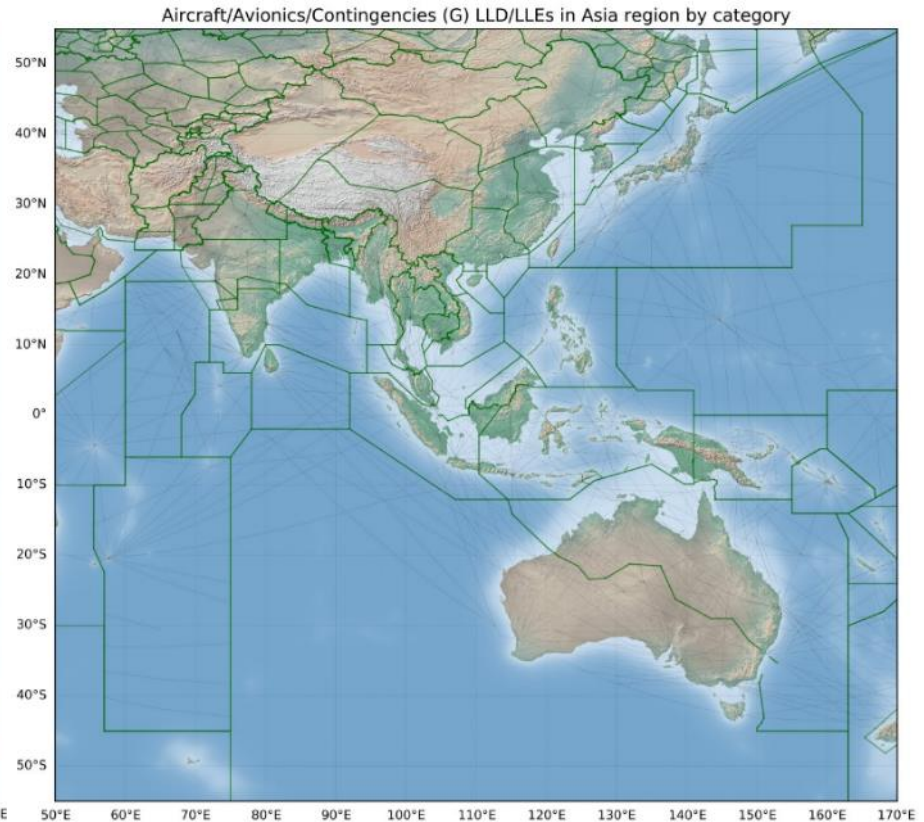 Aircraft/Avionics/Contingencies (G) LLD/LLEs in Asia region by category
50°N
40°N
30°N
20°N
10°N
0°
10°S
20°S
30°S
40°S
50°S
E 50°E 60°E 70°E 80°E 90°E 100°E 110°E 120°E 130°E 140°E 150°E 160°E 170°E